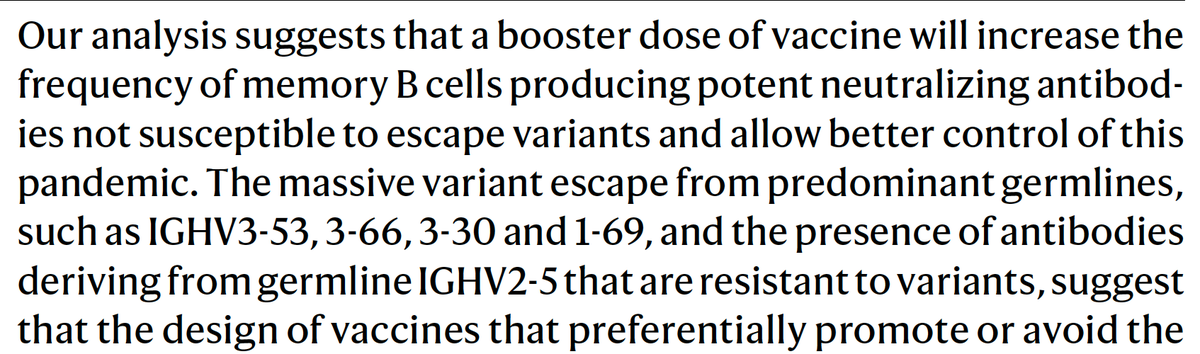 Our analysis suggests that a booster dose of vaccine will increase the
frequency of memory B cells producing potent neutralizing antibod-
ies not susceptible to escape variants and allow better control of this
pandemic. The massive variant escape from predominant germlines,
such as IGHV3-53, 3-66, 3-30 and 1-69, and the presence of antibodies
deriving from germline IGHV2-5 that are resistant to variants, suggest
that the design of vaccines that preferentially promote or avoid the